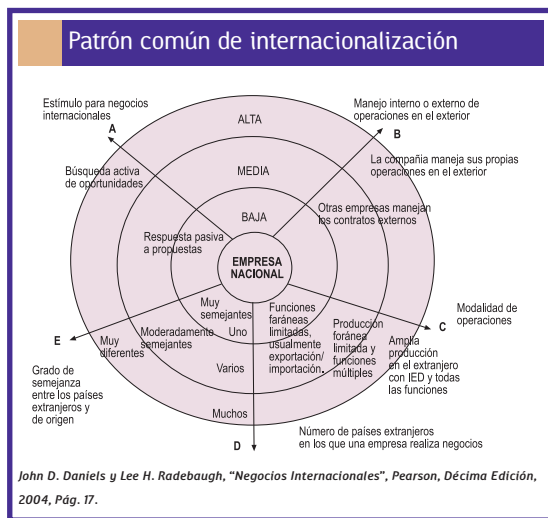 Patrón común de internacionalización
Estímulo para negocios
internacionales
A
Manejo interno o externo de
operaciones en el exterior
B
ALTA
MEDIA
BAJA
Búsqueda activa
de oportunidades
La compañia maneja sus propias
operaciones en el exterior
Otras empresas manejan
los contratos externos
Respuesta pasiva
a propuestas
EMPRESA
NACIONAL
Modalidad de
operaciones
C
Funciones
faráneas
limitadas,
usualmente
exportación/
importación.
Producción
foránea
limitada y
funciones
múltiples
Amplia
producción
en el extranjero
con IED y todas
las funciones
E
Muy
semejantes
Moderadamente
semejantes
Muy
diferentes
Grado de
semejanza
entre los países
extranjeros y
de origen
Uno
Varios
Muchos
D
Número de países extranjeros
en los que una empresa realiza negocios
John D. Daniels y Lee H. Radebaugh, “Negocios Internacionales”, Pearson, Décima Edición,
2004, Pág. 17.